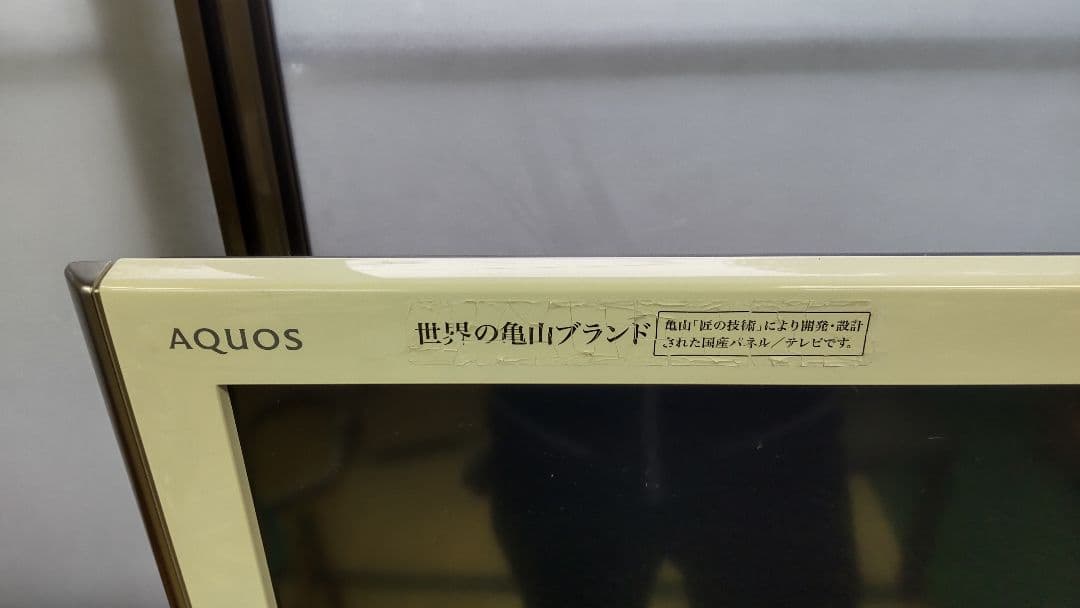 AQUOS
世界の亀山ブランド
亀山「匠の技術」により開発・設計
された国産パネル／テレビです。